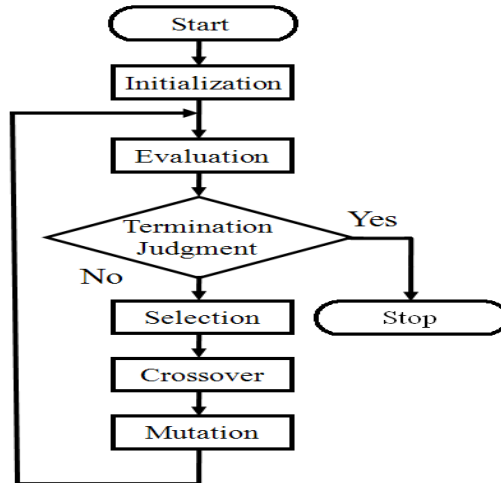 Start
Initialization
Evaluation
Termination
Judgment
Yes
No
Selection
Stop
Crossover
Mutation